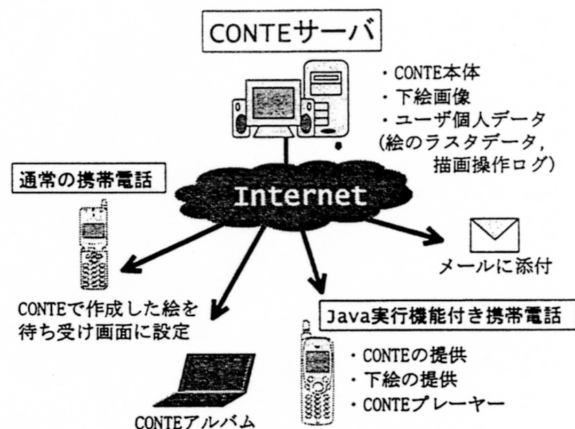 CONTEサーバ
・CONTE本体
・下絵画像
・ユーザ個人データ
(絵のラスタデータ,
描画操作ログ)
Internet
通常の携帯電話
CONTEで作成した絵を
待ち受け画面に設定
CONTEアルバム
Java実行機能付き携帯電話
・CONTEの提供
・下絵の提供
・CONTEプレーヤー
メールに添付